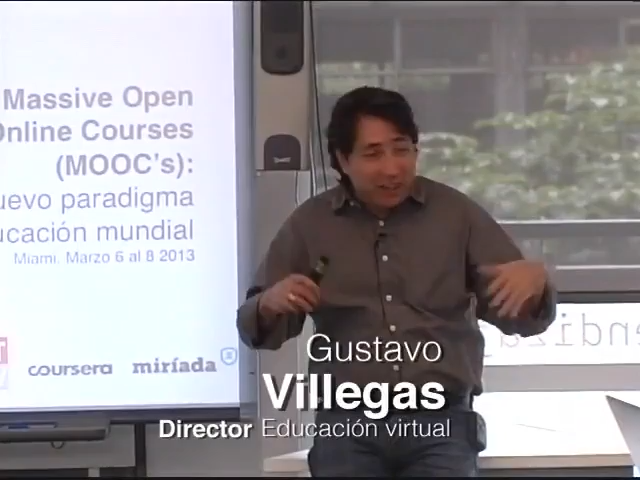 Massive Open
Online Courses
(MOOC's):
uevo paradigma
ucación mundial
Miami. Marzo 6 al 8 2013
coursera miríada
Gustavo
Villegas
Director Educación virtual